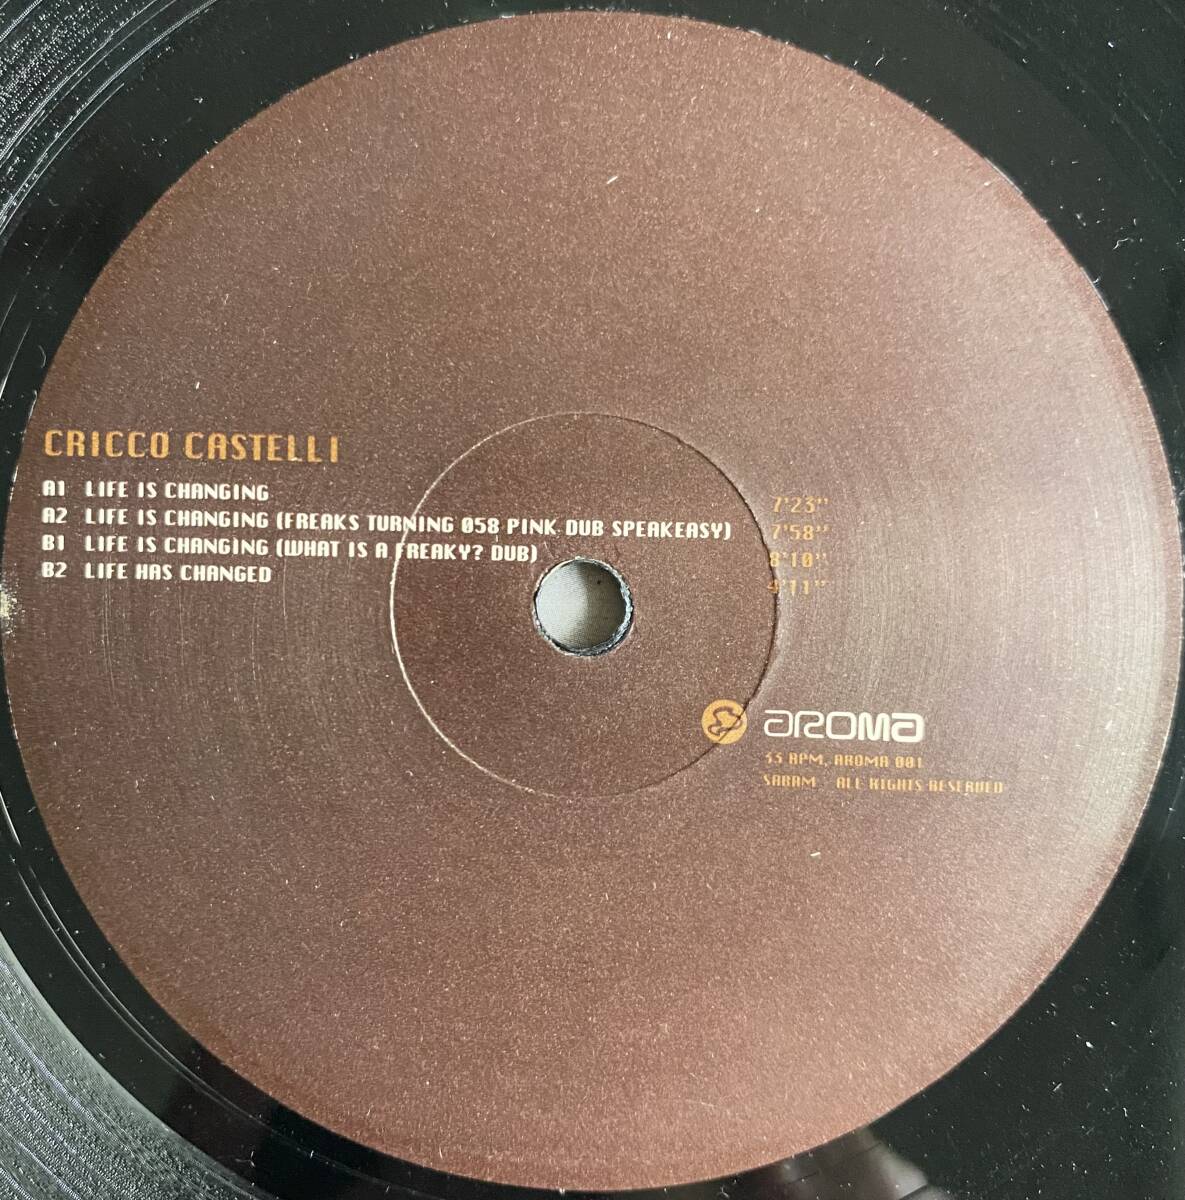 CRICCO CASTELLI
A1 LIFE IS CHANGING 7'23"
A2 LIFE IS CHANGING (FREAKS TURNING 058 PINK DUB SPEAKEASY) 7'58"
B1 LIFE IS CHANGING (WHAT IS A FREAKY? DUB) 8'10"
B2 LIFE HAS CHANGED 4'11"
AROMA
33 RPM, AROMA 001
SABAM ALL RIGHTS RESERVED